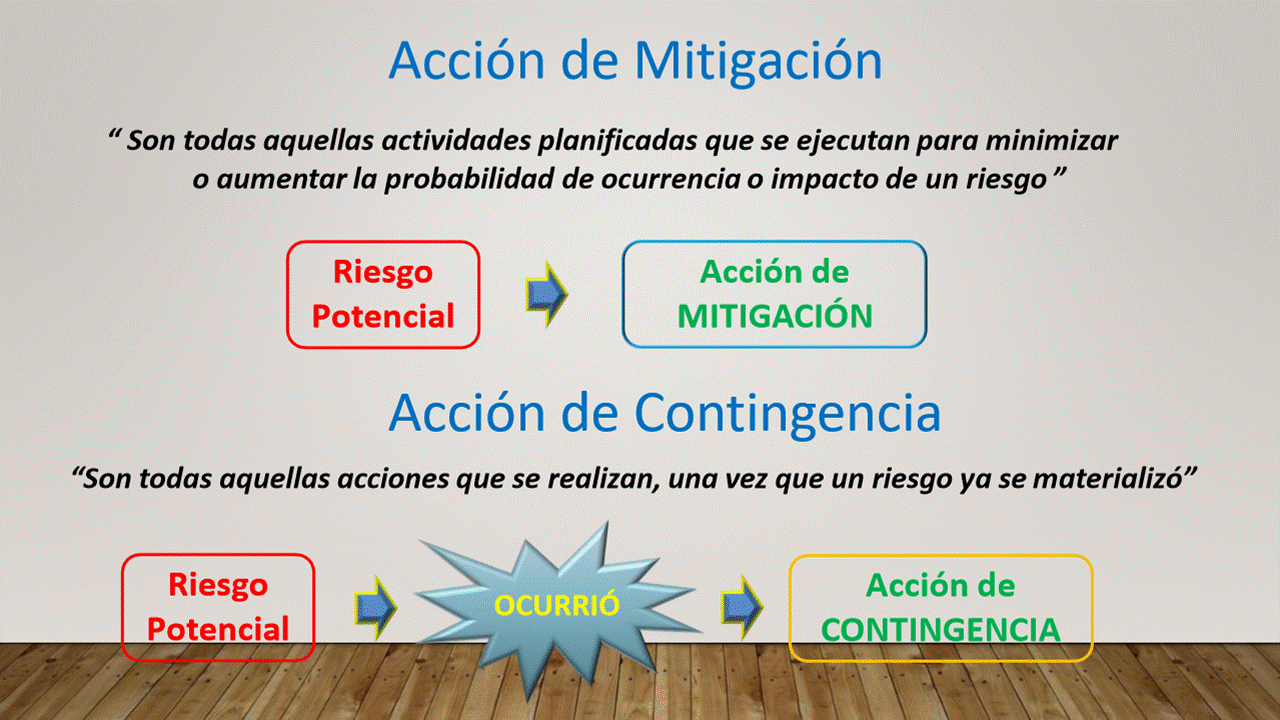 Acción de Mitigación
“ Son todas aquellas actividades planificadas que se ejecutan para minimizar
o aumentar la probabilidad de ocurrencia o impacto de un riesgo ”
Riesgo
Potencial
Acción de
MITIGACIÓN
Acción de Contingencia
“Son todas aquellas acciones que se realizan, una vez que un riesgo ya se materializó”
Riesgo
Potencial
OCURRIÓ
Acción de
CONTINGENCIA